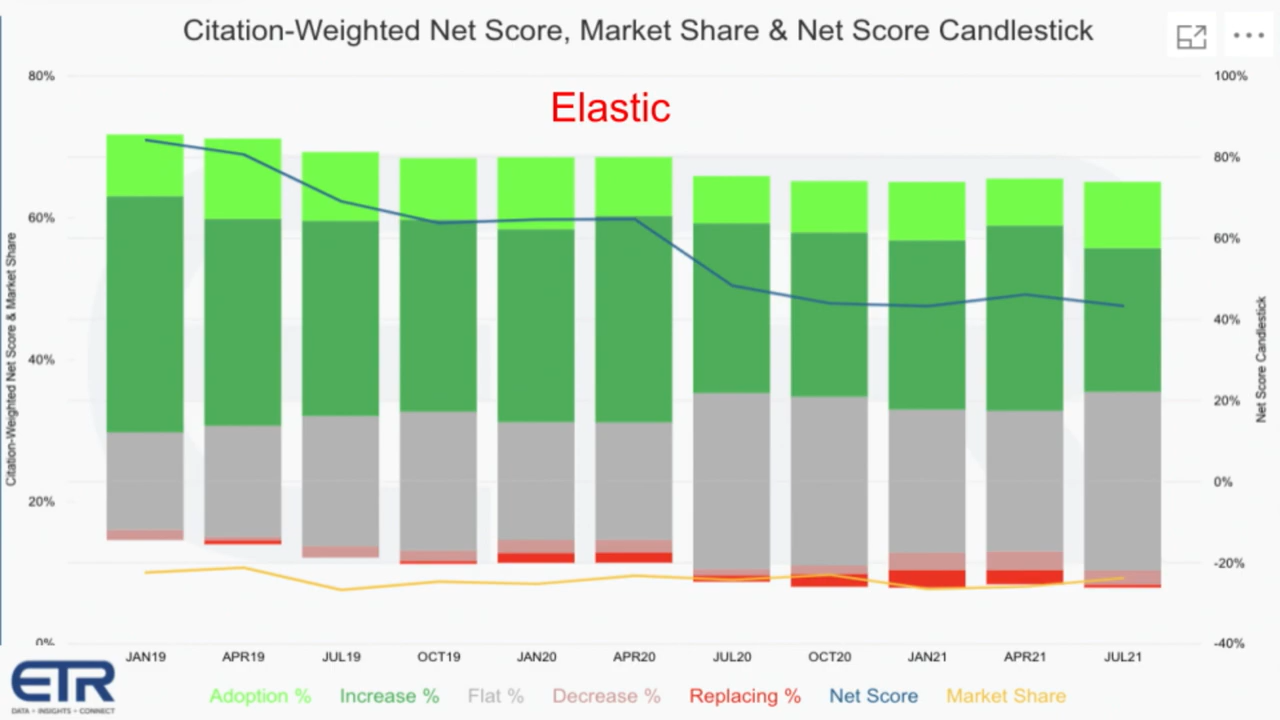 Citation-Weighted Net Score, Market Share & Net Score Candlestick
Elastic
80%
60%
40%
20%
0%
Citation-Weighted Net Score & Market Share
100%
80%
60%
40%
20%
0%
-20%
-40%
Net Score Candlestick
JAN19 APR19 JUL19 OCT19 JAN20 APR20 JUL20 OCT20 JAN21 APR21 JUL21
Adoption % Increase % Flat % Decrease % Replacing % Net Score Market Share
ETR
DATA • INSIGHTS • CONNECT